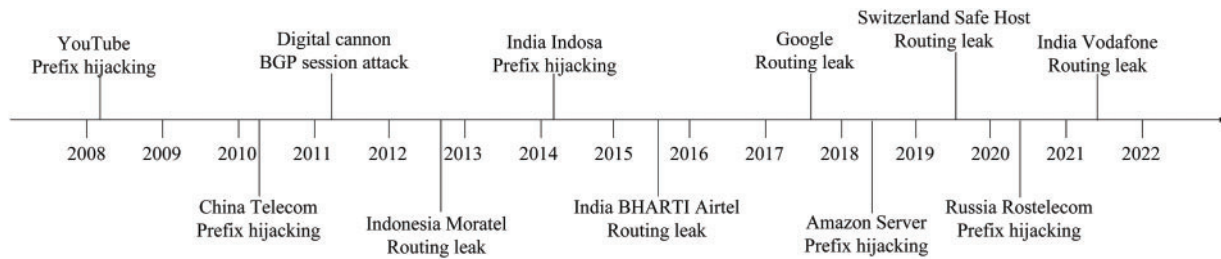 YouTube
Prefix hijacking
Digital cannon
BGP session attack
India Indosa
Prefix hijacking
Google
Routing leak
Switzerland Safe Host
Routing leak
India Vodafone
Routing leak
2008 2009 2010 2011 2012 2013 2014 2015 2016 2017 2018 2019 2020 2021 2022
China Telecom
Prefix hijacking
Indonesia Moratel
Routing leak
India BHARTI Airtel
Routing leak
Amazon Server
Prefix hijacking
Russia Rostelecom
Prefix hijacking